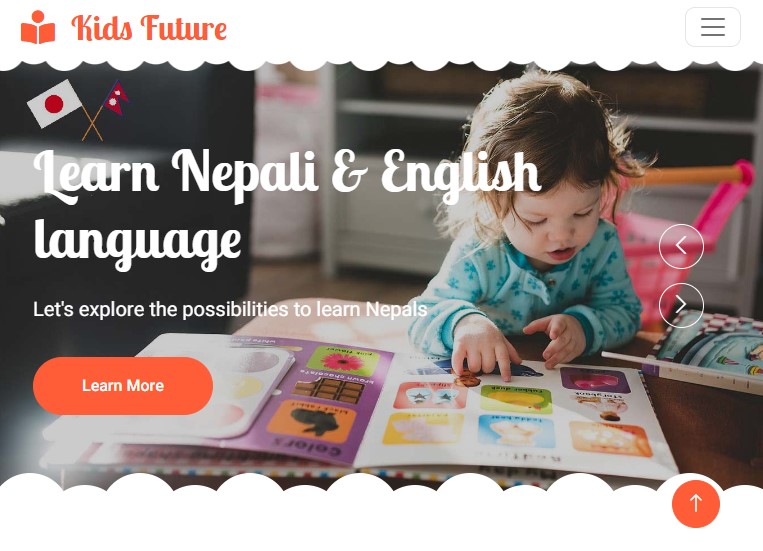 Kids Future
Learn Nepali & English
language
Let's explore the possibilities to learn Nepals
Learn More